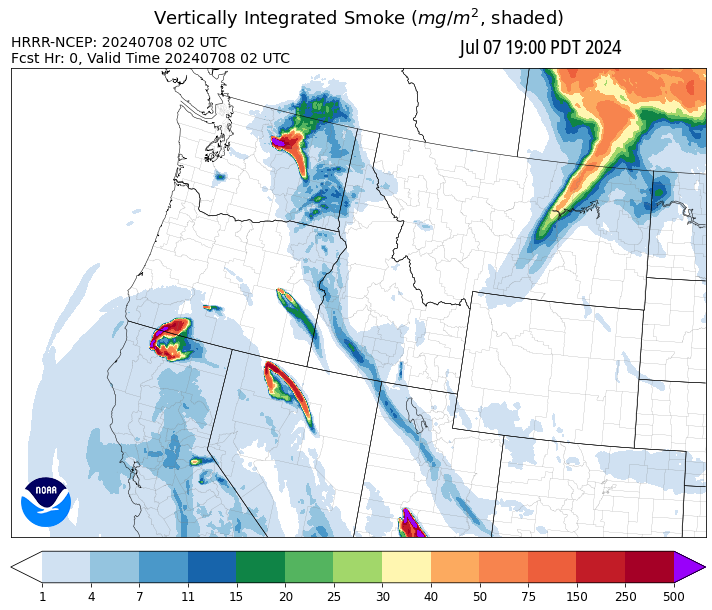 Vertically Integrated Smoke (mg/m², shaded)
HRRR-NCEP: 20240708 02 UTC
Jul 07 19:00 PDT 2024
Fcst Hr: 0, Valid Time 20240708 02 UTC
NOAA
1 4 7 11 15 20 25 30 40 50 75 150 250 500